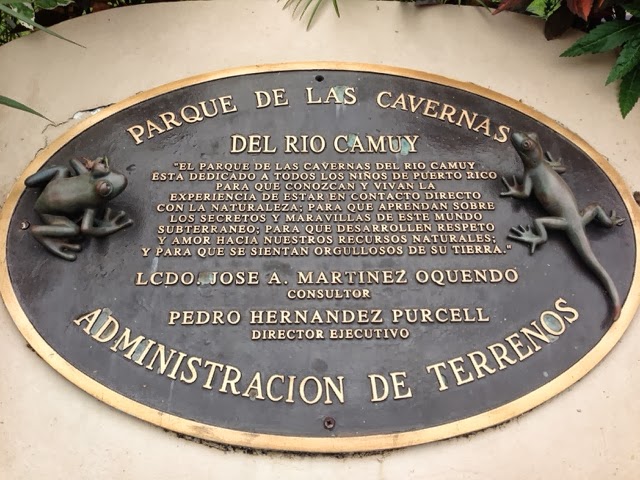 PARQUE DE LAS CAVERNAS
DEL RIO CAMUY
"EL PARQUE DE LAS CAVERNAS DEL RIO CAMUY
ESTA DEDICADO A TODOS LOS NIÑOS DE PUERTO RICO
PARA QUE CONOZCAN Y VIVAN LA
EXPERIENCIA DE ESTAR EN CONTACTO DIRECTO
CON LA NATURALEZA; PARA QUE APRENDAN SOBRE
LOS SECRETOS Y MARAVILLAS DE ESTE MUNDO
SUBTERRANEO; PARA QUE DESARROLLEN RESPETO
Y AMOR HACIA NUESTROS RECURSOS NATURALES;
Y PARA QUE SE SIENTAN ORGULLOSOS DE SU TIERRA."
LCDO. JOSE A. MARTINEZ OQUENDO
CONSULTOR
PEDRO HERNANDEZ PURCELL
DIRECTOR EJECUTIVO
ADMINISTRACION DE TERRENOS